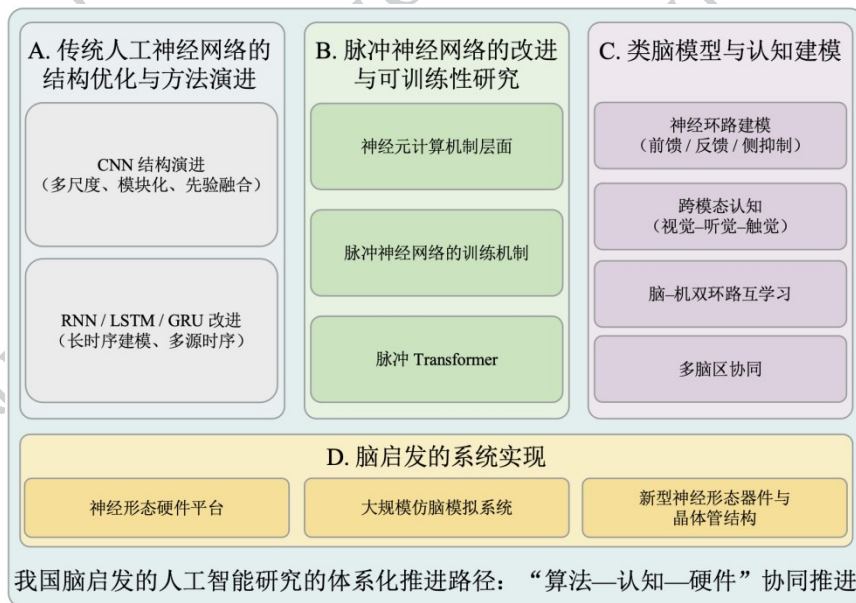 A. 传统人工神经网络的
结构优化与方法演进
CNN 结构演进
（多尺度、模块化、先验融合）
RNN / LSTM / GRU 改进
（长时序建模、多源时序）
B. 脉冲神经网络的改进
与可训练性研究
神经元计算机制层面
脉冲神经网络的训练机制
脉冲 Transformer
C. 类脑模型与认知建模
神经环路建模
（前馈 / 反馈 / 侧抑制）
跨模态认知
（视觉–听觉–触觉）
脑–机双环路互学习
多脑区协同
D. 脑启发的系统实现
神经形态硬件平台
大规模仿脑模拟系统
新型神经形态器件与
晶体管结构
我国脑启发的人工智能研究的体系化推进路径：“算法—认知—硬件”协同推进